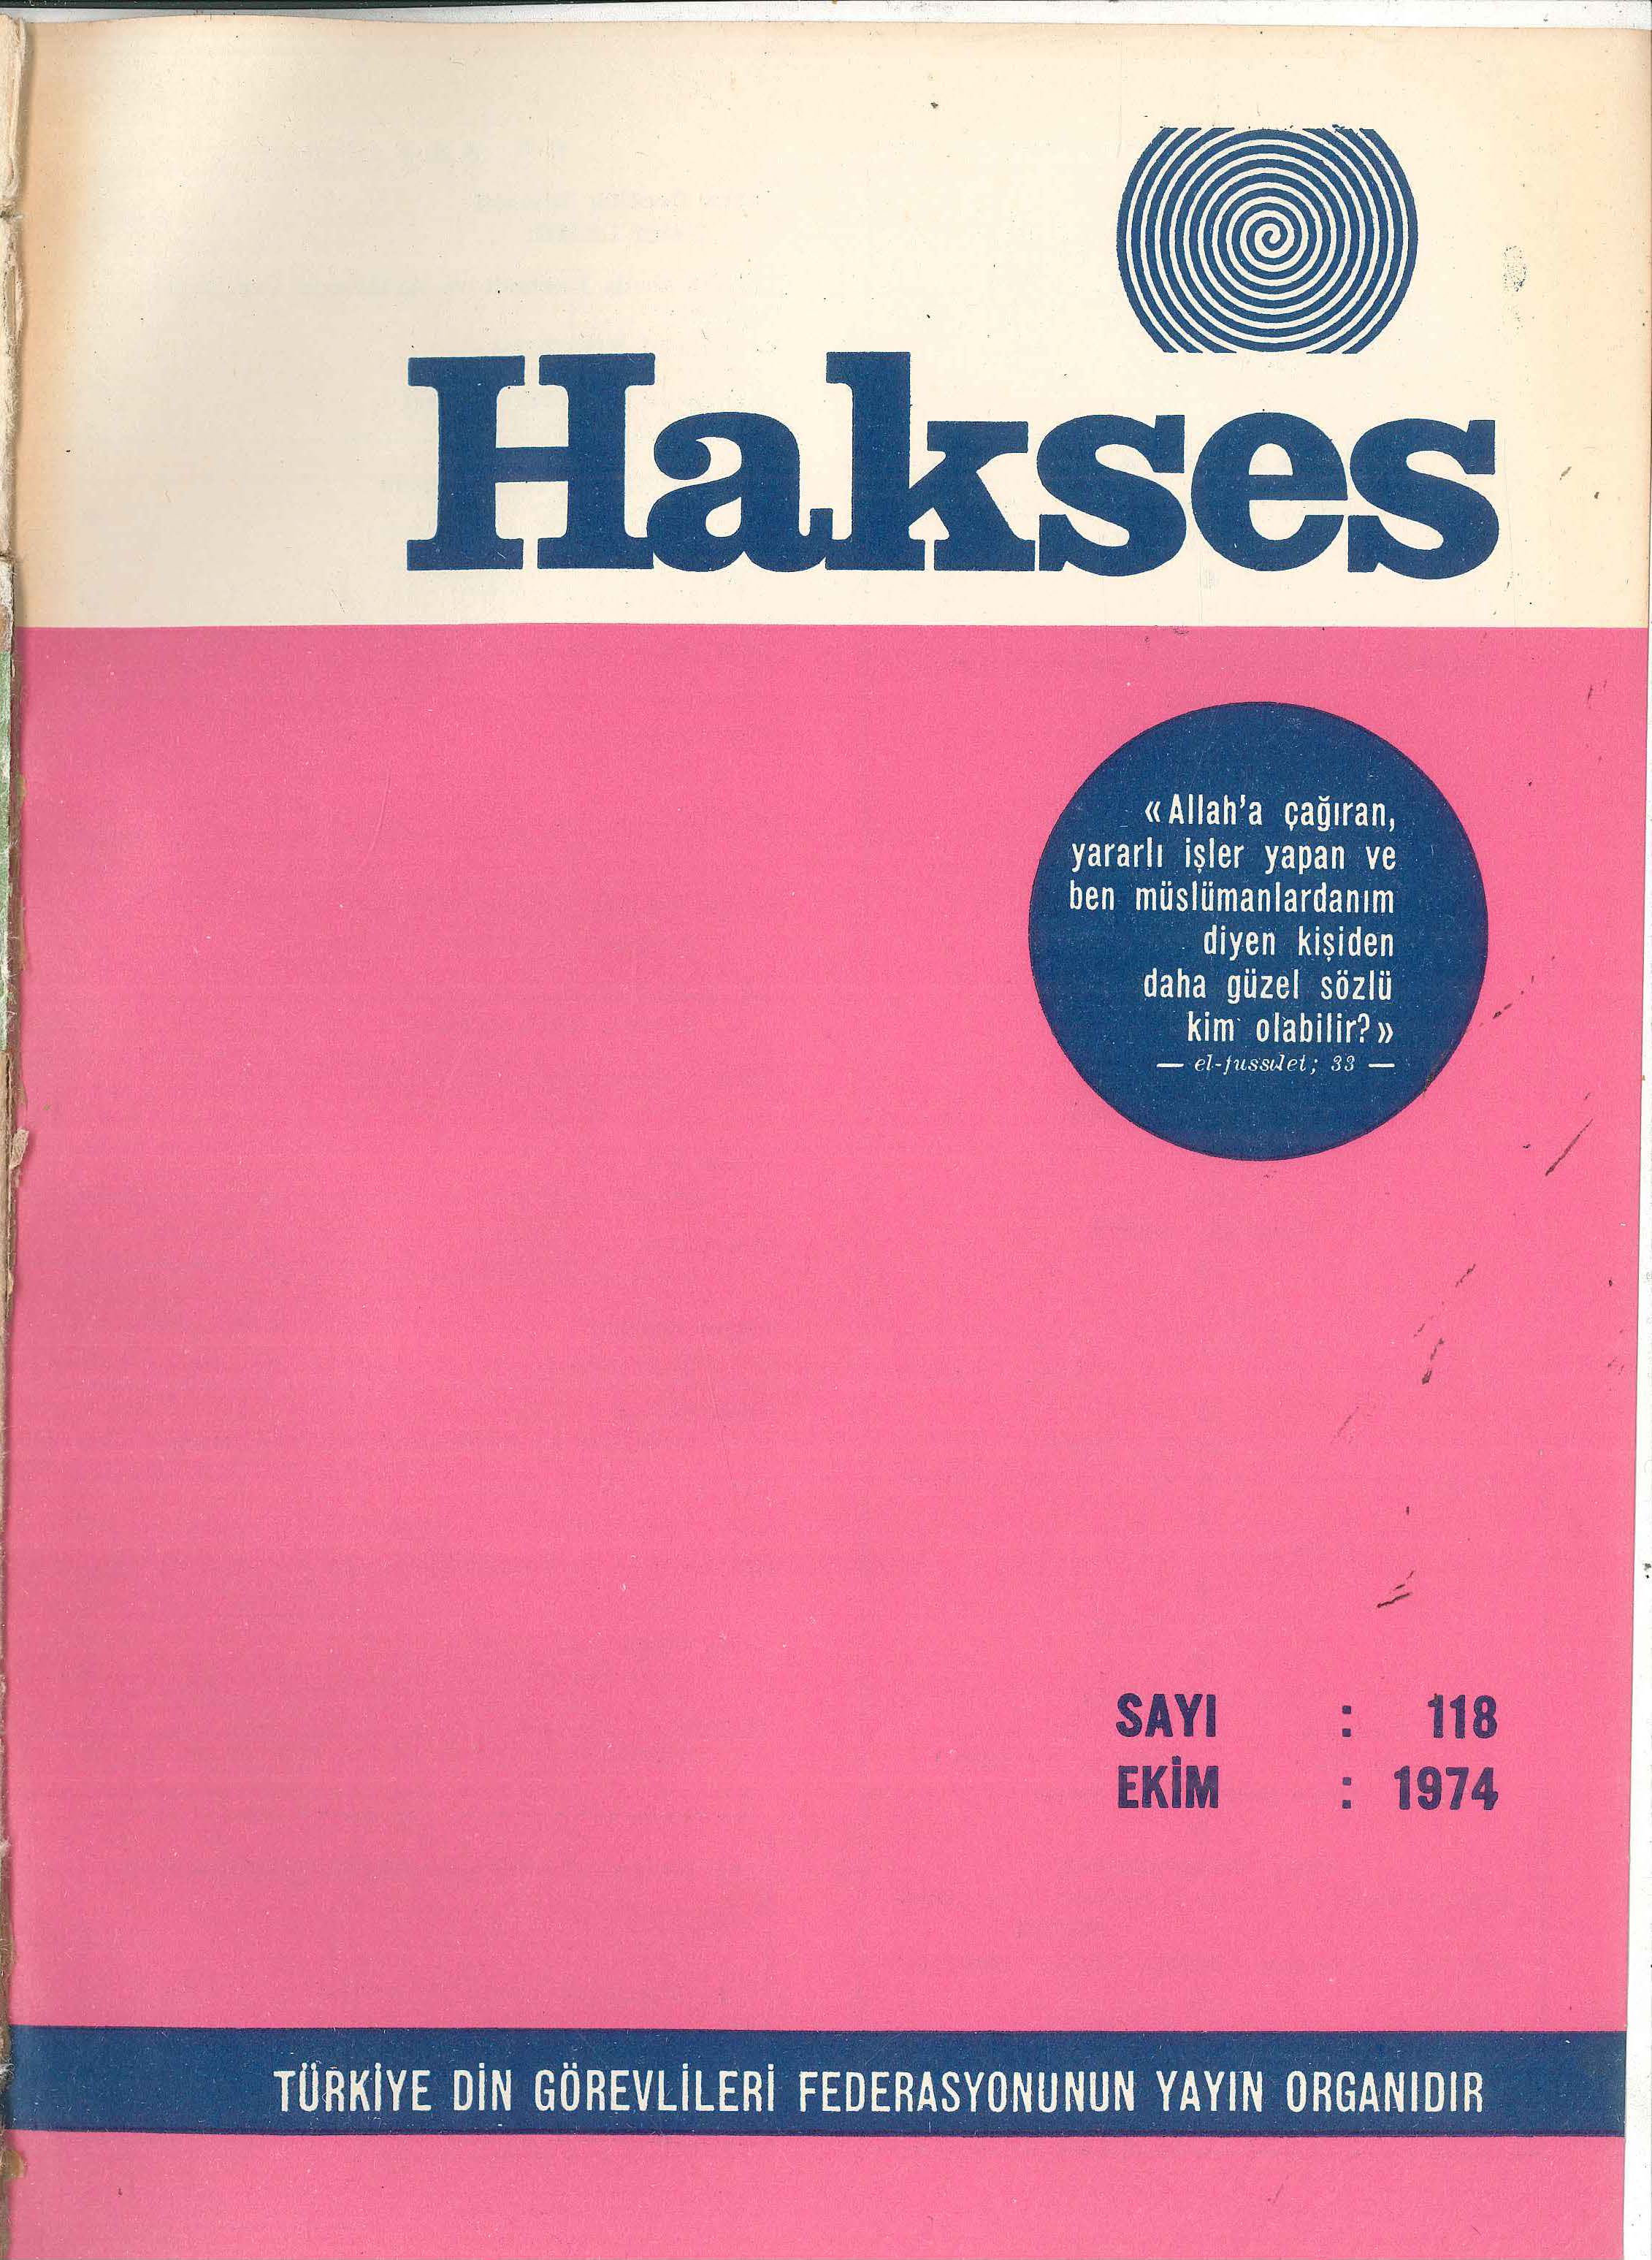 Hakses
«Allah'a çağıran,
yararlı işler yapan ve
ben müslümanlardanım
diyen kişiden
daha güzel sözlü
kim olabilir?»
— el-fussılet; 33 —
SAYI : 118
EKİM : 1974
TÜRKİYE DİN GÖREVLİLERİ FEDERASYONUNUN YAYIN ORGANIDIR